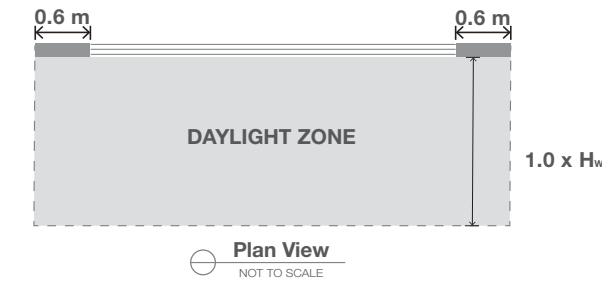 0.6 m 0.6 m
DAYLIGHT ZONE
1.0 x Hw
Plan View
NOT TO SCALE